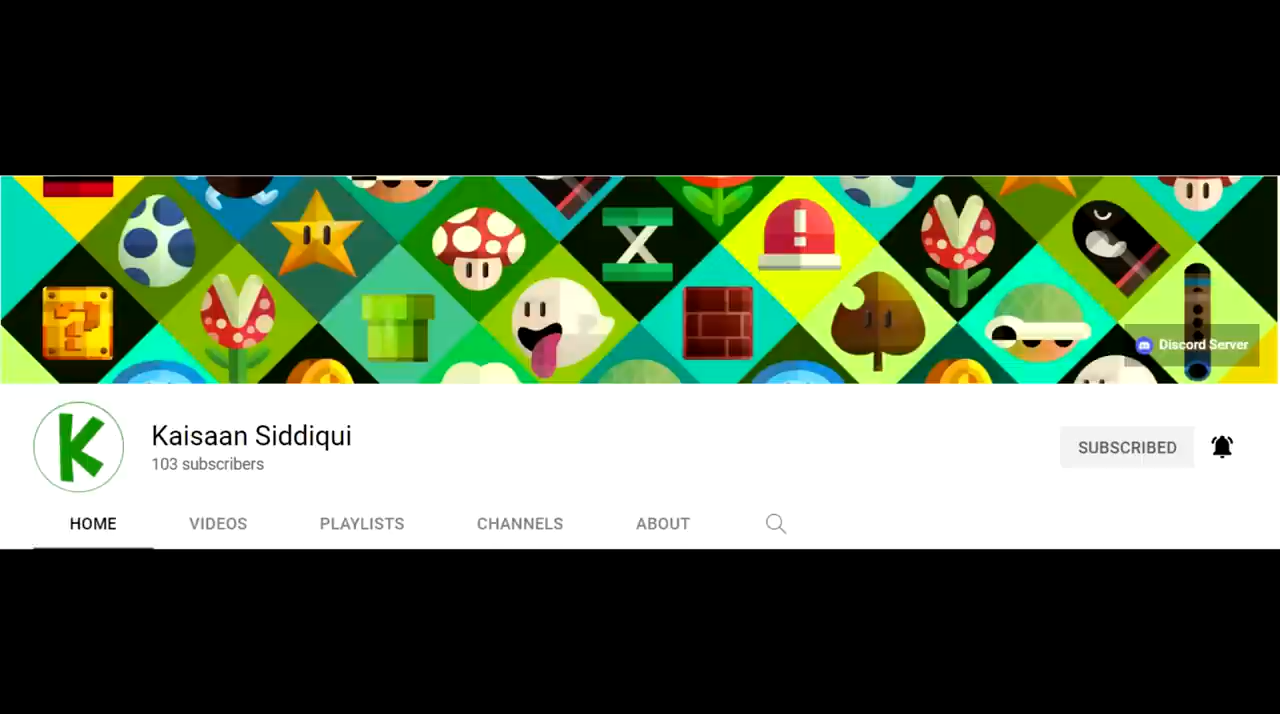 Discord Server
K
Kaisaan Siddiqui
103 subscribers
SUBSCRIBED
HOME VIDEOS PLAYLISTS CHANNELS ABOUT